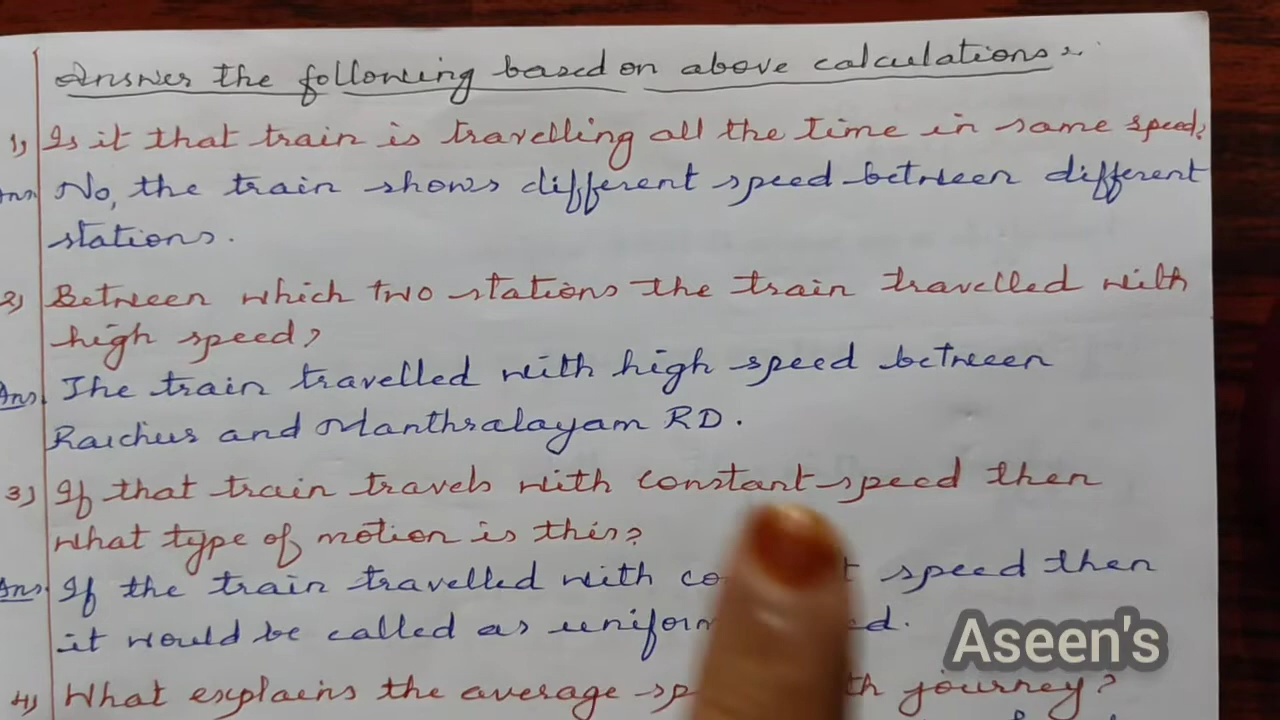 Answer the following based on above calculations:-
1) Is it that train is travelling all the time in same speed?
Ans No, the train shows different speed between different
stations.
2) Between which two stations the train travelled with
high speed?
Ans. The train travelled with high speed between
Raichur and Manthralayam RD.
3) If that train travels with constant speed then
what type of motion is this?
Ans. If the train travelled with speed then
it would be called as
4) What explains the average journey?
Aseen's